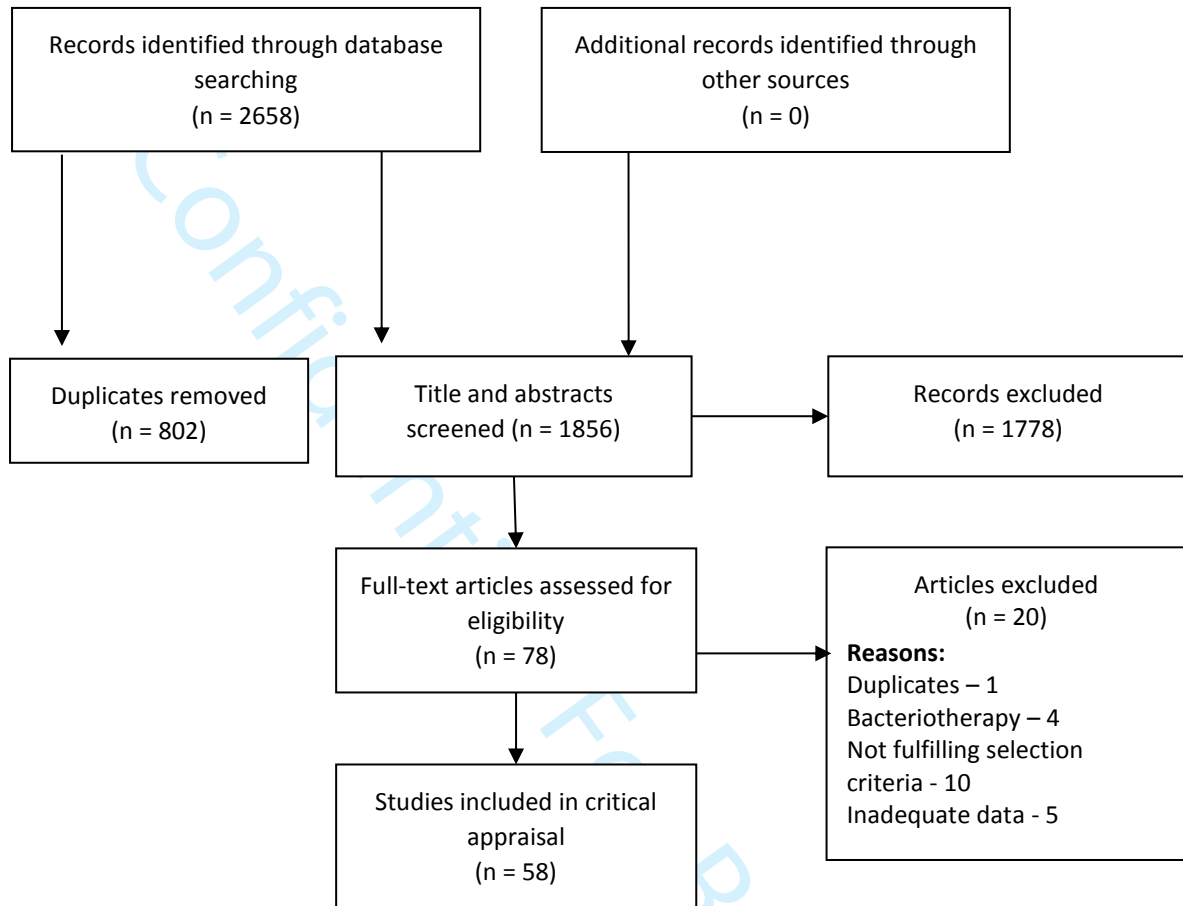 Records identified through database
searching
(n = 2658)
Additional records identified through
other sources
(n = 0)
Duplicates removed
(n = 802)
Title and abstracts
screened (n = 1856)
Records excluded
(n = 1778)
Full-text articles assessed for
eligibility
(n = 78)
Articles excluded
(n = 20)
Reasons:
Duplicates – 1
Bacteriotherapy – 4
Not fulfilling selection
criteria - 10
Inadequate data - 5
Studies included in critical
appraisal
(n = 58)